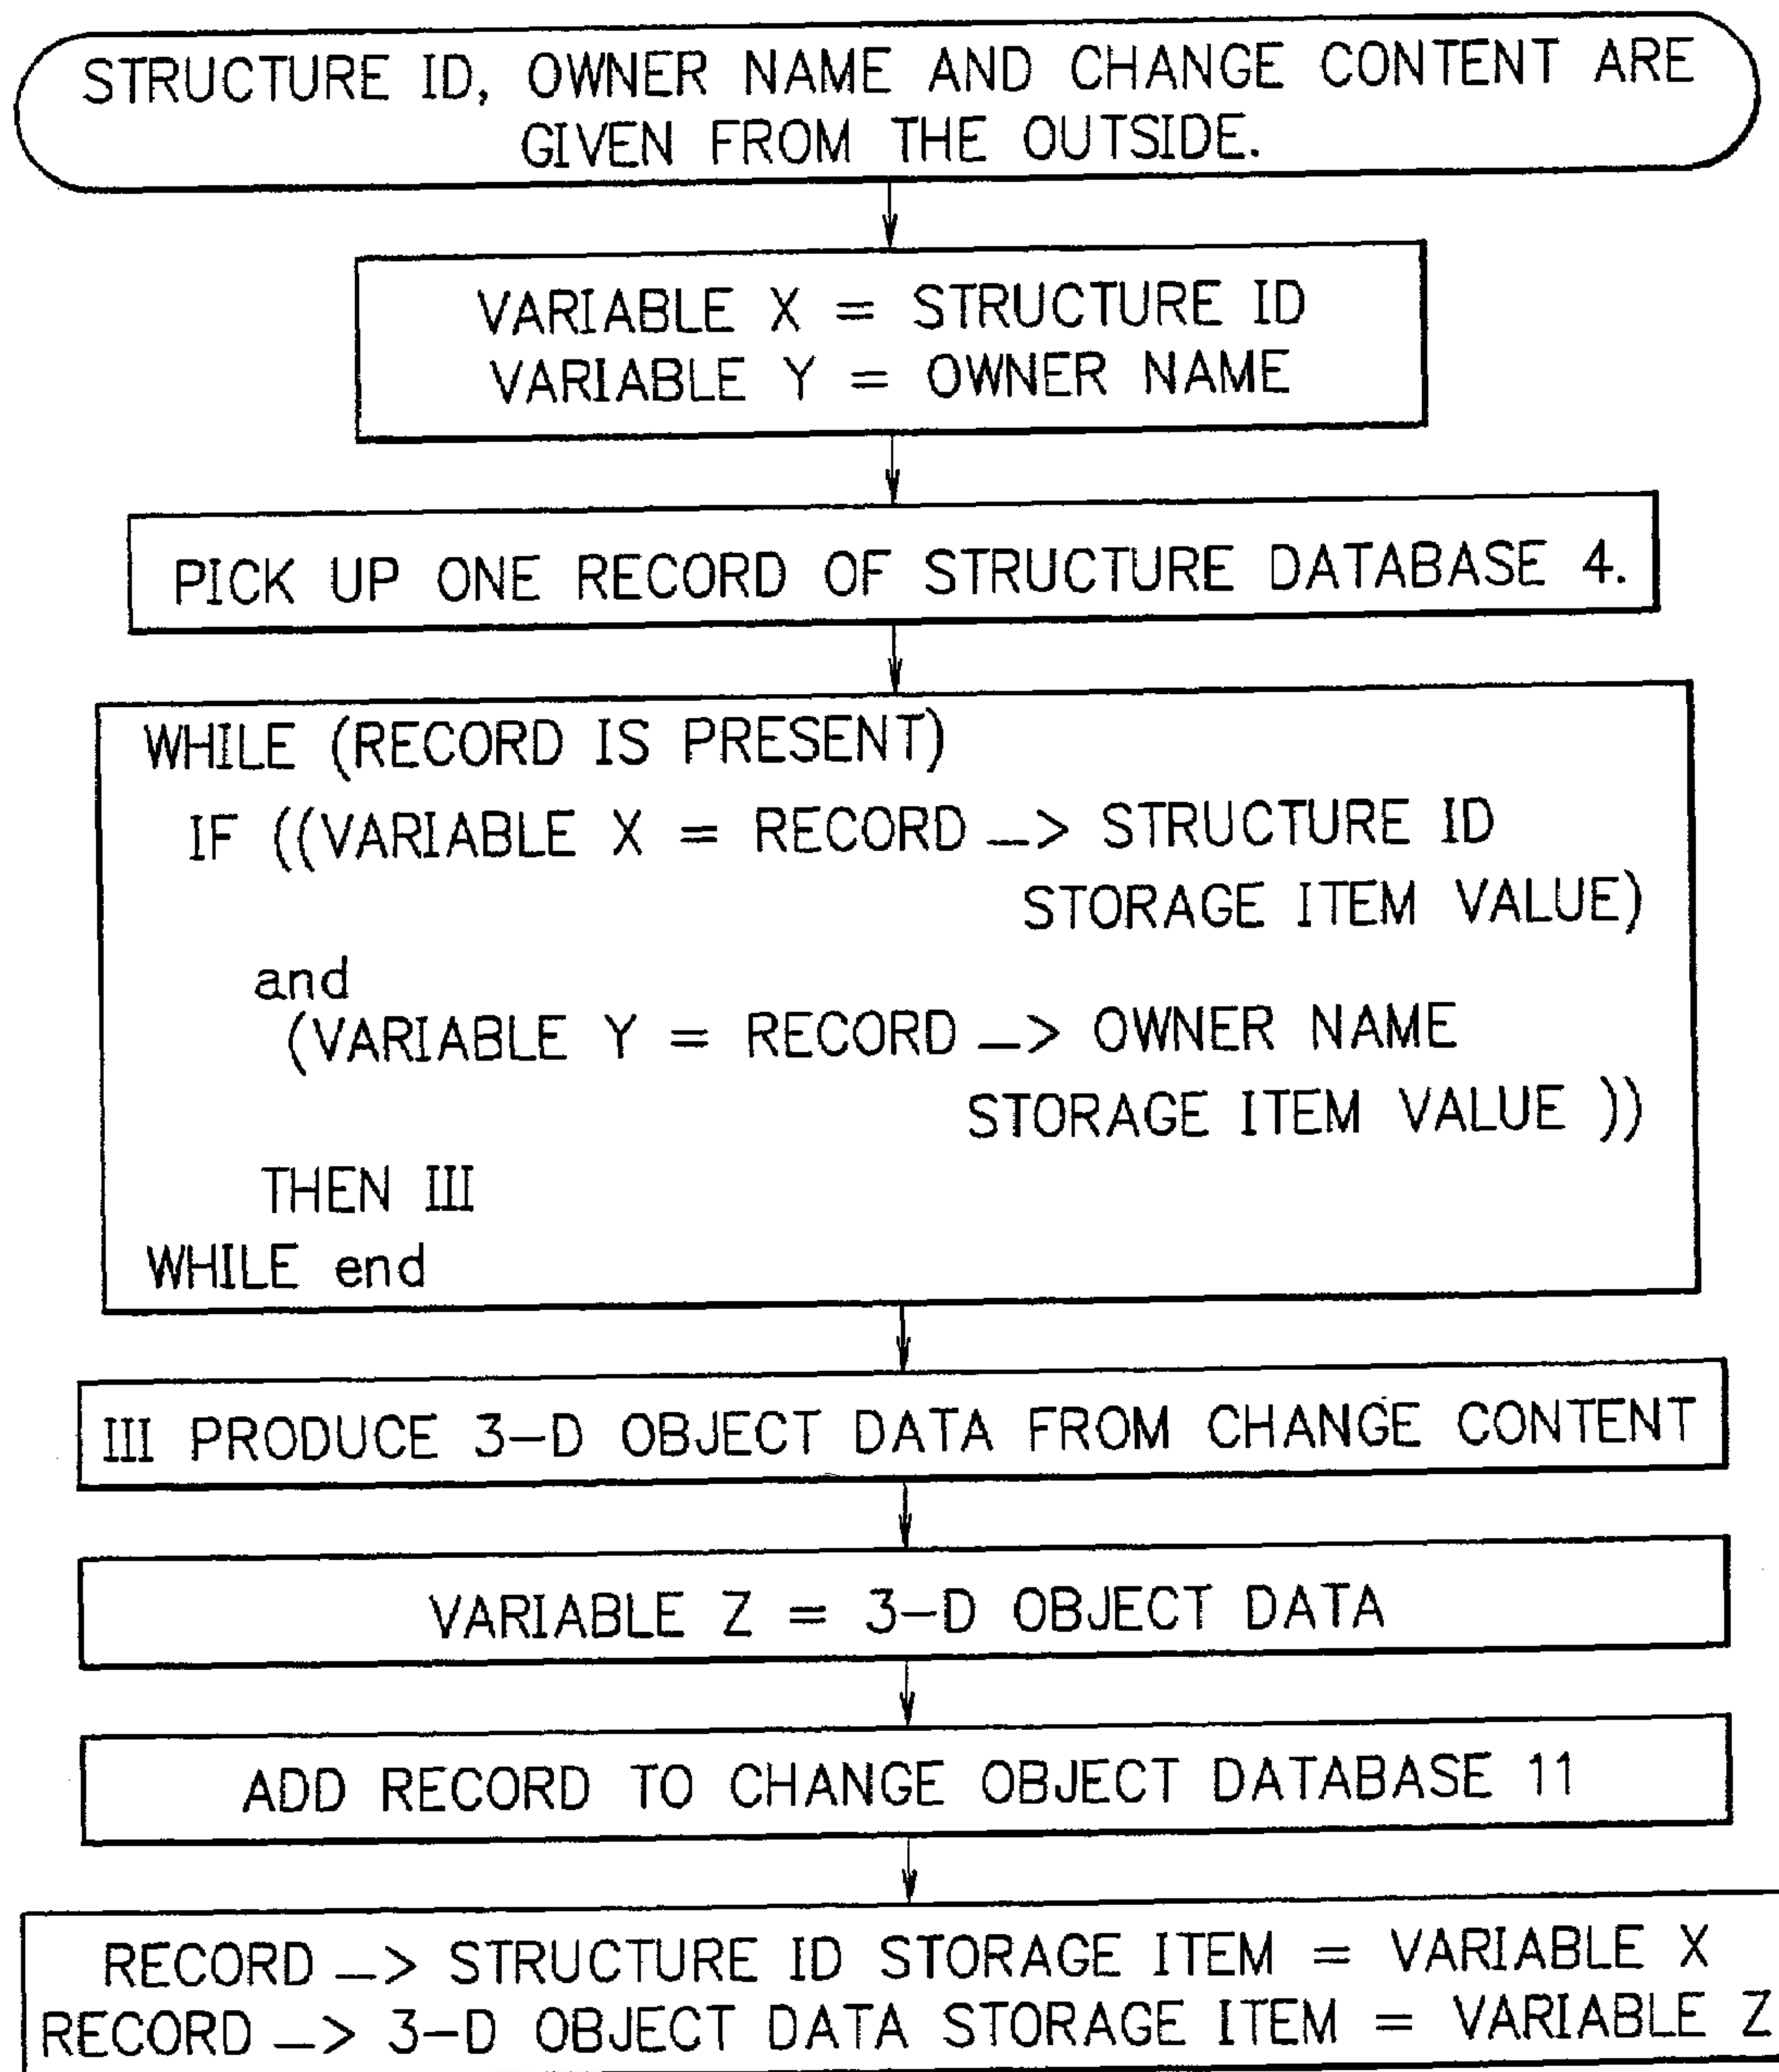 STRUCTURE ID, OWNER NAME AND CHANGE CONTENT ARE
GIVEN FROM THE OUTSIDE.
VARIABLE X = STRUCTURE ID
VARIABLE Y = OWNER NAME
PICK UP ONE RECORD OF STRUCTURE DATABASE 4.
WHILE (RECORD IS PRESENT)
IF ((VARIABLE X = RECORD —> STRUCTURE ID
STORAGE ITEM VALUE)
and
(VARIABLE Y = RECORD —> OWNER NAME
STORAGE ITEM VALUE ))
THEN III
WHILE end
III PRODUCE 3-D OBJECT DATA FROM CHANGE CONTENT
VARIABLE Z = 3-D OBJECT DATA
ADD RECORD TO CHANGE OBJECT DATABASE 11
RECORD —> STRUCTURE ID STORAGE ITEM = VARIABLE X
RECORD —> 3-D OBJECT DATA STORAGE ITEM = VARIABLE Z